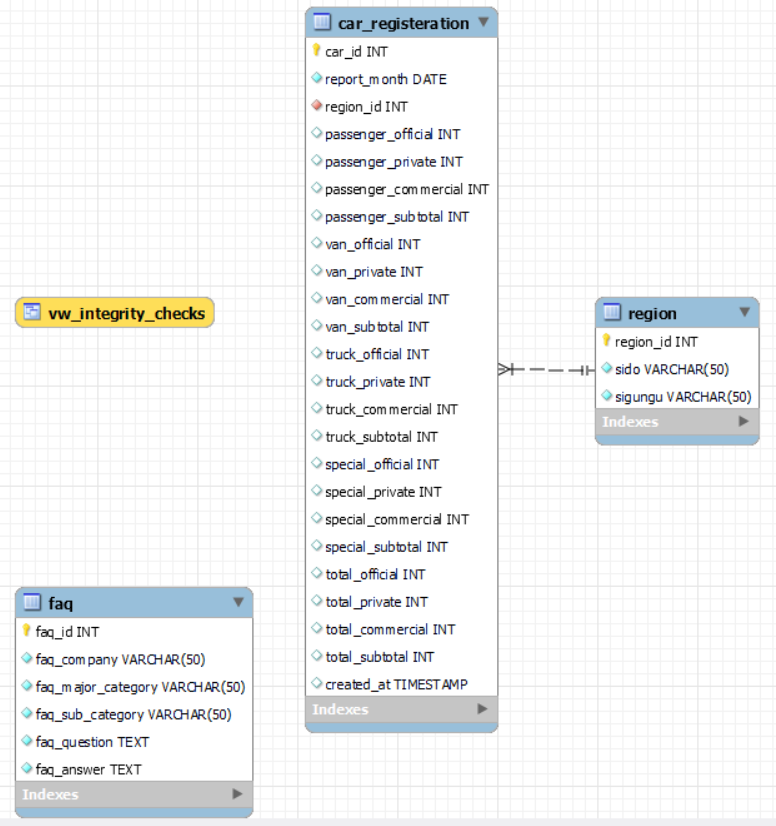 car_registeration
car_id INT
report_month DATE
region_id INT
passenger_official INT
passenger_private INT
passenger_commercial INT
passenger_subtotal INT
van_official INT
van_private INT
van_commercial INT
van_subtotal INT
truck_official INT
truck_private INT
truck_commercial INT
truck_subtotal INT
special_official INT
special_private INT
special_commercial INT
special_subtotal INT
total_official INT
total_private INT
total_commercial INT
total_subtotal INT
created_at TIMESTAMP
Indexes
vw_integrity_checks
region
region_id INT
sido VARCHAR(50)
sigungu VARCHAR(50)
Indexes
faq
faq_id INT
faq_company VARCHAR(50)
faq_major_category VARCHAR(50)
faq_sub_category VARCHAR(50)
faq_question TEXT
faq_answer TEXT
Indexes